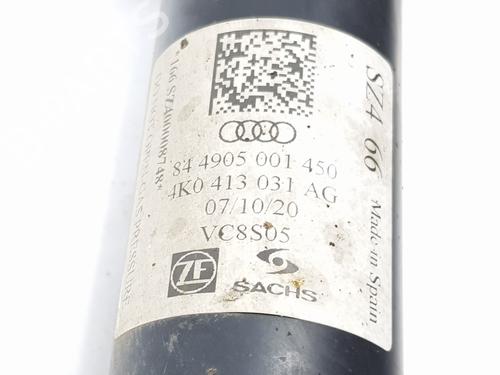 84 4905 001 450
4K0 413 031 AG
07/10/20
VC8S05
ZF
SACHS
SZ4 66
Made in Spain